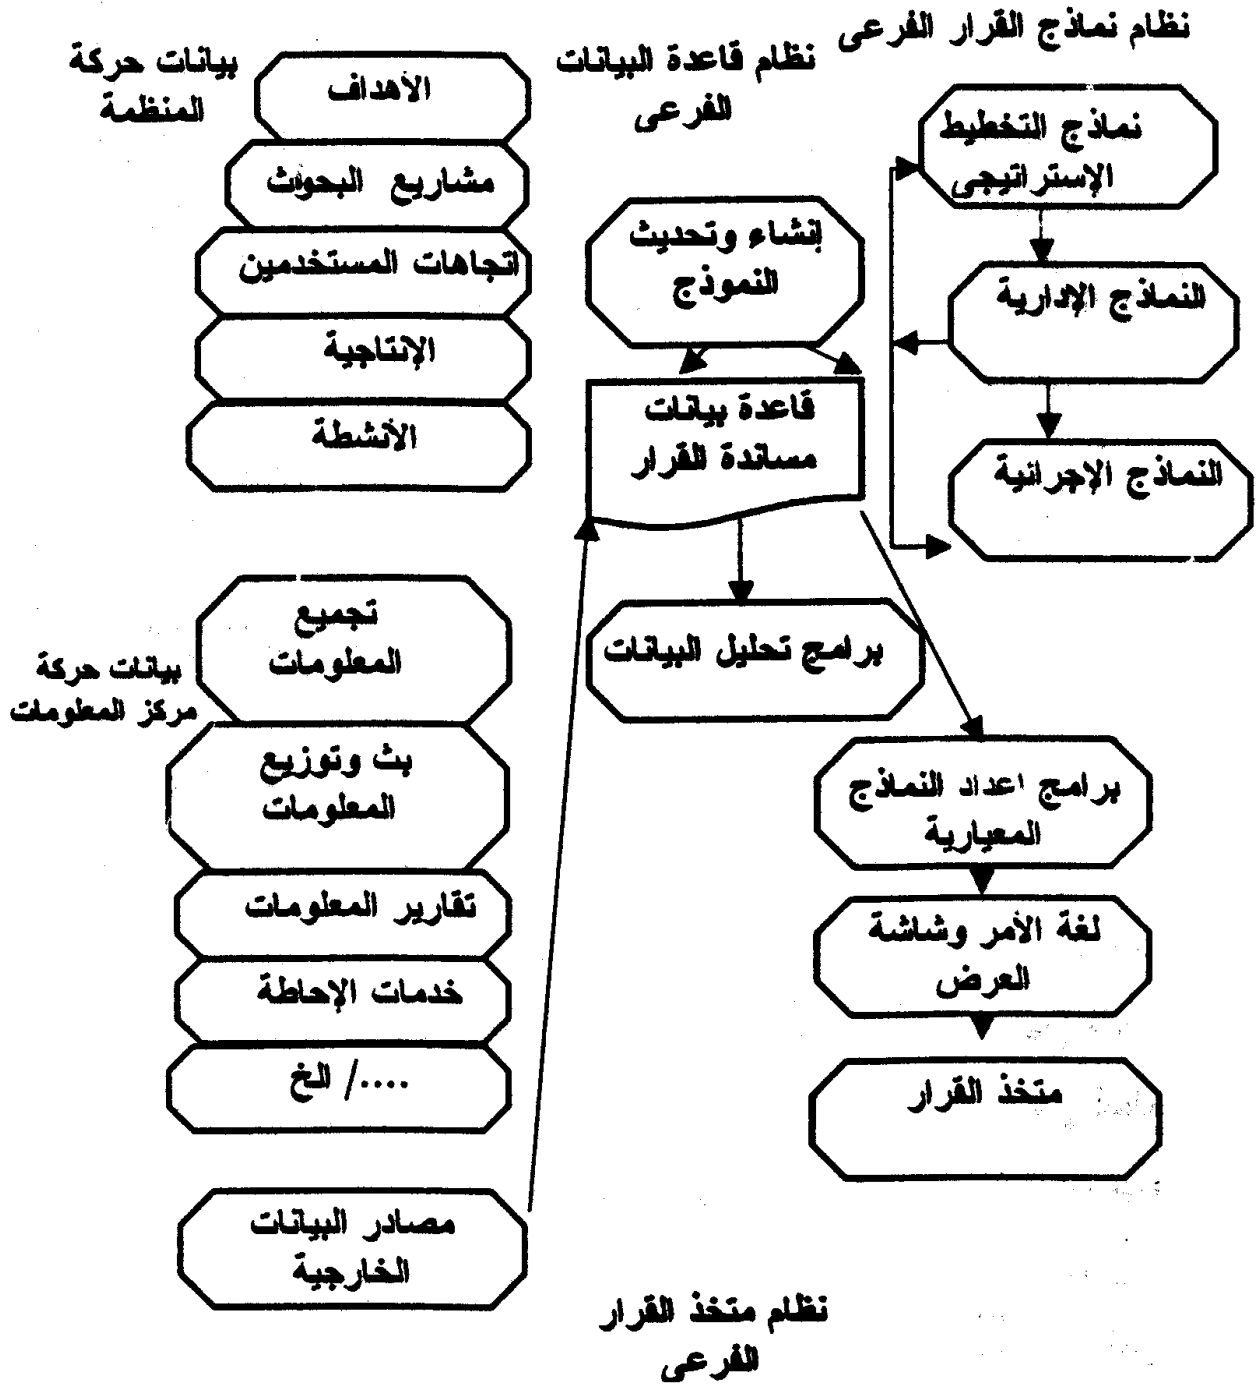 نظام نماذج القرار الفرعى
نماذج التخطيط
الإستراتيجى
النماذج الإدارية
النماذج الإجرائية
نظام قاعدة البيانات
الفرعى
إنشاء وتحديث
النموذج
قاعدة بيانات
مساندة القرار
برامج تحليل البيانات
برامج اعداد النماذج
المعيارية
لغة الأمر وشاشة
العرض
متخذ القرار
بيانات حركة
المنظمة
الأهداف
مشاريع البحوث
اتجاهات المستخدمين
الإنتاجية
الأنشطة
بيانات حركة
مركز المعلومات
تجميع
المعلومات
بث وتوزيع
المعلومات
تقارير المعلومات
خدمات الإحاطة
..../ الخ
مصادر البيانات
الخارجية
نظام متخذ القرار
الفرعى